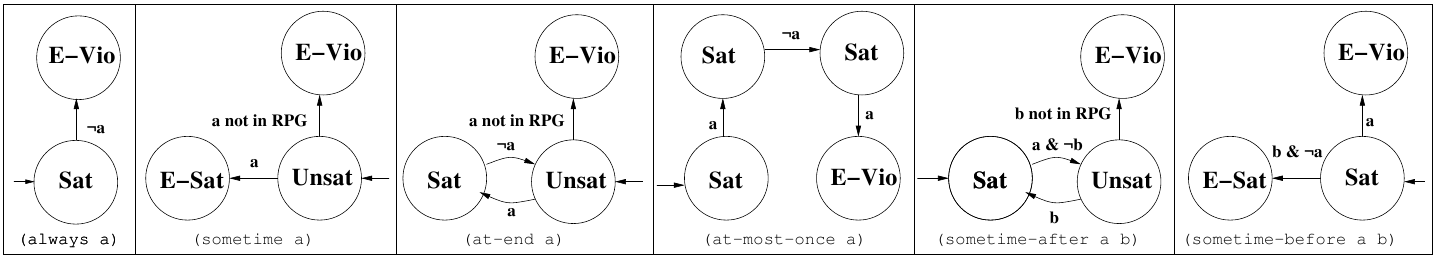 E-Vio
¬a
Sat
(always a)
E-Vio
a not in RPG
a
E-Sat
Unsat
(sometime a)
E-Vio
a not in RPG
¬a
Sat
Unsat
a
(at-end a)
Sat
¬a
Sat
a
a
Sat
E-Vio
(at-most-once a)
E-Vio
b not in RPG
a & ¬b
Sat
Unsat
b
(sometime-after a b)
E-Vio
a
b & ¬a
E-Sat
Sat
(sometime-before a b)